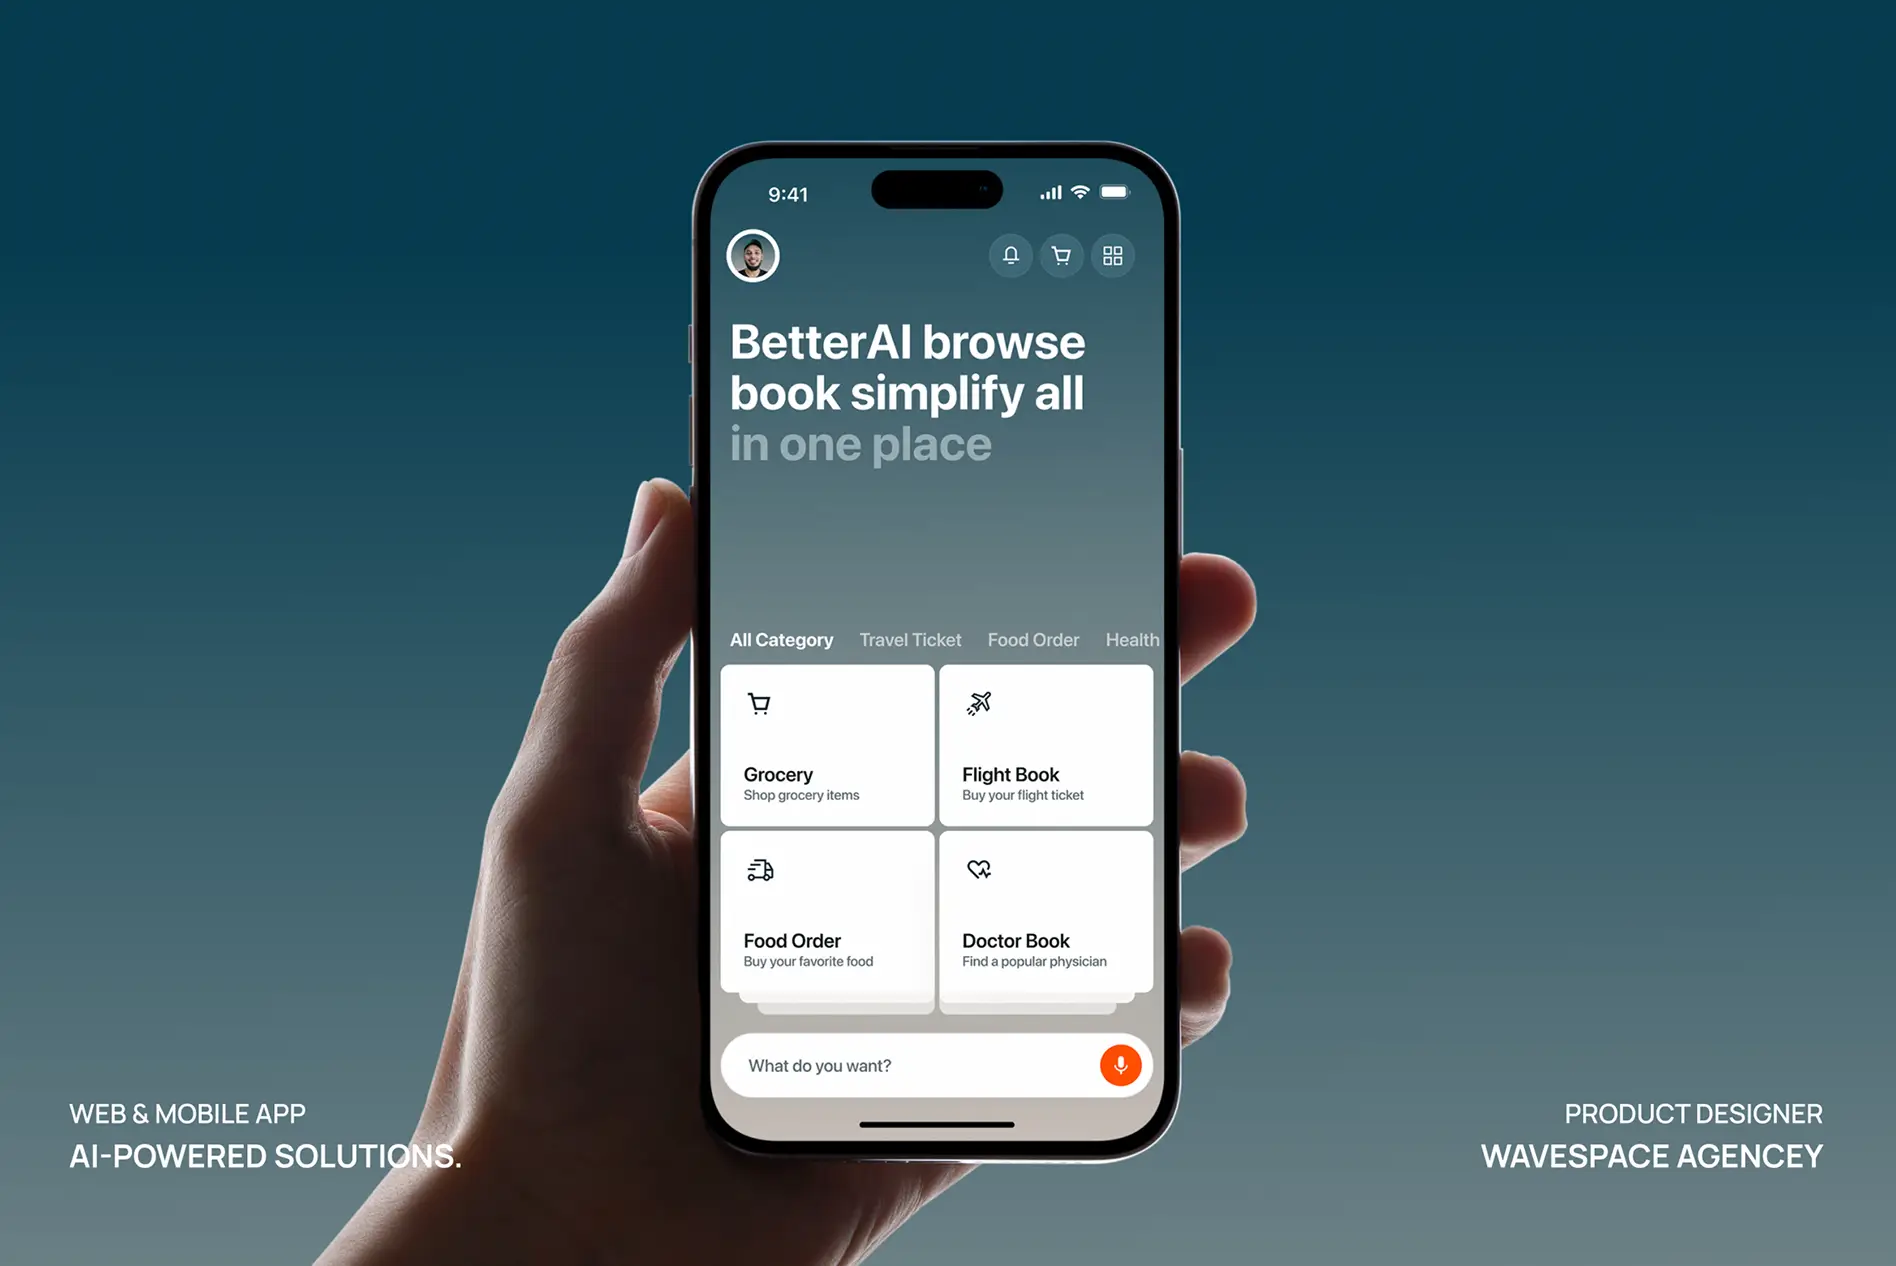 9:41
BetterAI browse
book simplify all
in one place
All Category Travel Ticket Food Order Health
Grocery
Shop grocery items
Flight Book
Buy your flight ticket
Food Order
Buy your favorite food
Doctor Book
Find a popular physician
What do you want?
WEB & MOBILE APP
AI-POWERED SOLUTIONS.
PRODUCT DESIGNER
WAVESPACE AGENCEY